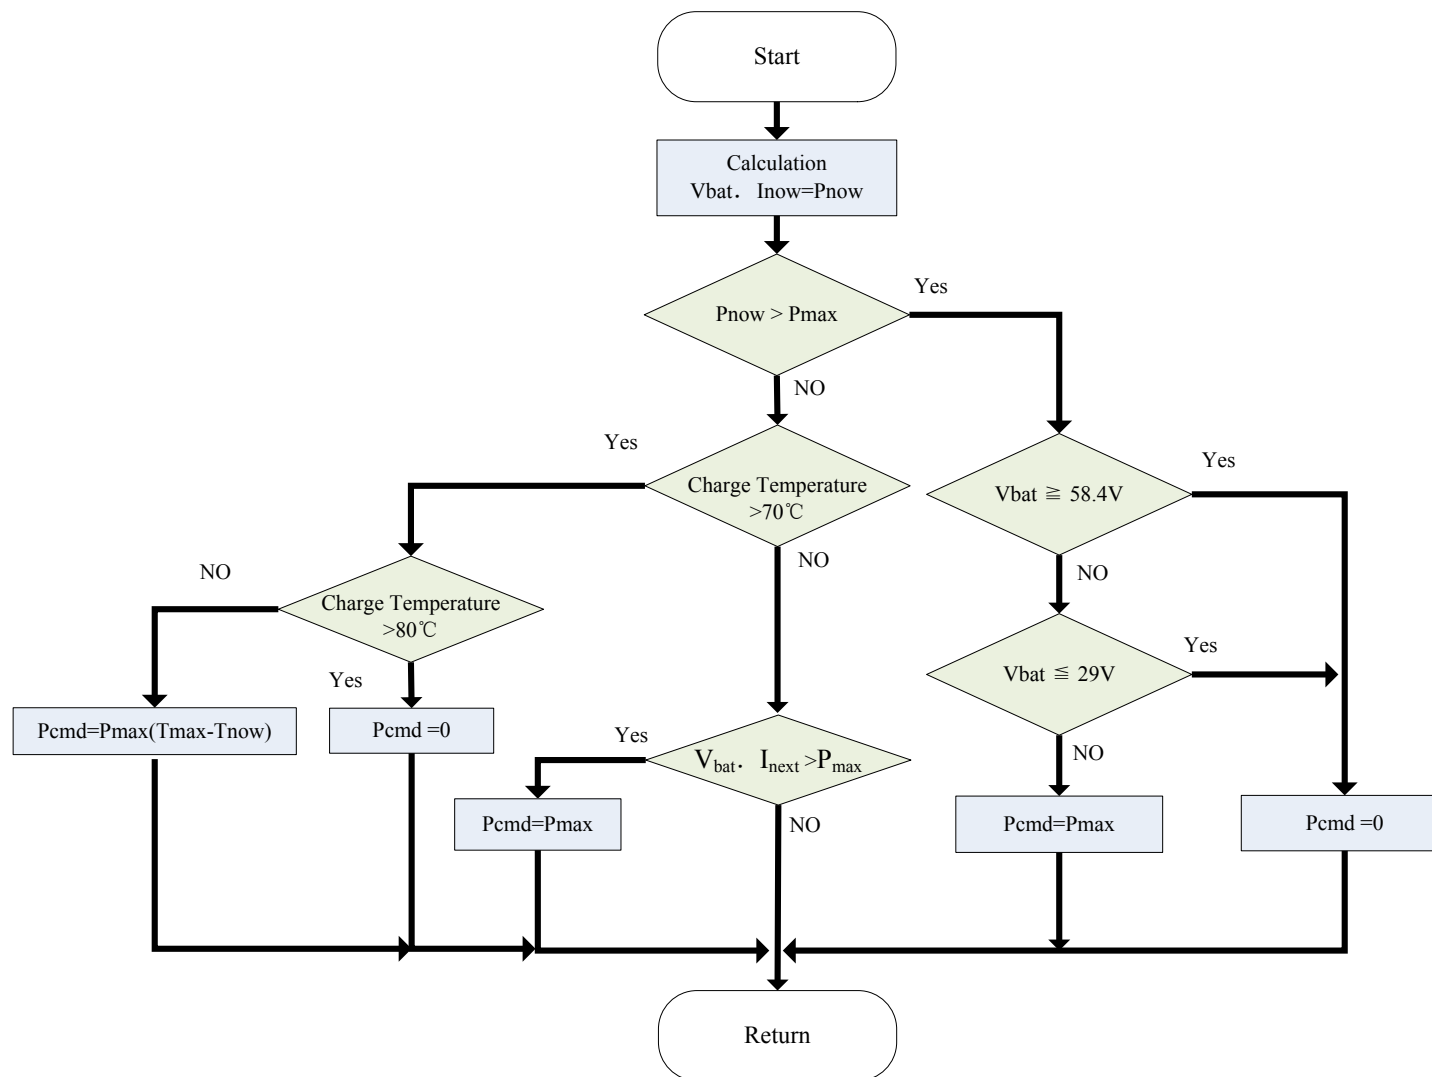 Start
Calculation
Vbat. Inow=Pnow
Yes
Pnow > Pmax
NO
Yes
Charge Temperature
>70℃
Yes
Vbat ≧ 58.4V
NO
NO
NO
Charge Temperature
>80℃
Yes
Vbat ≦ 29V
Yes
Pcmd=Pmax(Tmax-Tnow)
Pcmd =0
Yes
Vbat. Inext >Pmax
NO
NO
Pcmd=Pmax
Pcmd=Pmax
Pcmd =0
Return